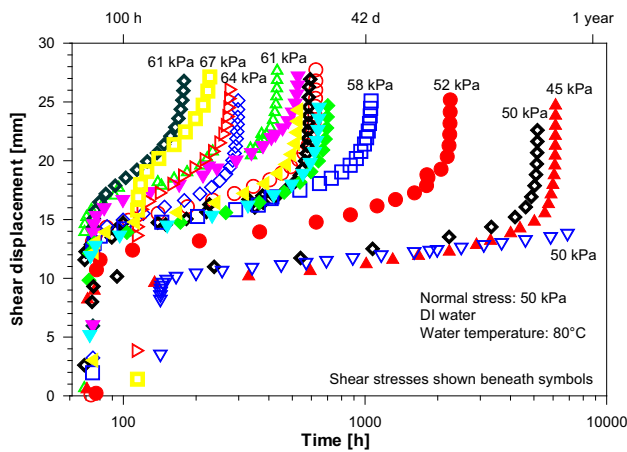 100 h 42 d 1 year
30
25
20
15
10
5
0
Shear displacement [mm]
61 kPa 67 kPa 61 kPa
64 kPa
58 kPa 52 kPa 45 kPa
50 kPa
50 kPa
Normal stress: 50 kPa
DI water
Water temperature: 80°C
Shear stresses shown beneath symbols
100 1000 10000
Time [h]